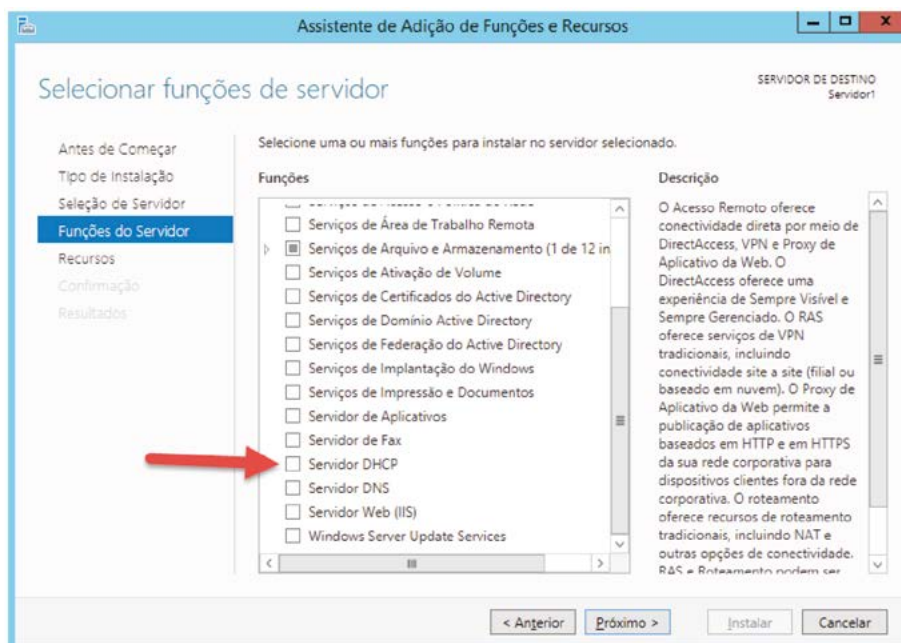 Assistente de Adição de Funções e Recursos
Selecionar funções de servidor
SERVIDOR DE DESTINO
Servidor1
Antes de Começar
Tipo de Instalação
Seleção de Servidor
Funções do Servidor
Recursos
Confirmação
Resultados
Selecione uma ou mais funções para instalar no servidor selecionado.
Funções
Serviços de Área de Trabalho Remota
Serviços de Arquivo e Armazenamento (1 de 12 in
Serviços de Ativação de Volume
Serviços de Certificados do Active Directory
Serviços de Domínio Active Directory
Serviços de Federação do Active Directory
Serviços de Implantação do Windows
Serviços de Impressão e Documentos
Servidor de Aplicativos
Servidor de Fax
Servidor DHCP
Servidor DNS
Servidor Web (IIS)
Windows Server Update Services
Descrição
O Acesso Remoto oferece
conectividade direta por meio de
DirectAccess, VPN e Proxy de
Aplicativo da Web. O
DirectAccess oferece uma
experiência de Sempre Visível e
Sempre Gerenciado. O RAS
oferece serviços de VPN
tradicionais, incluindo
conectividade site a site (filial ou
baseado em nuvem). O Proxy de
Aplicativo da Web permite a
publicação de aplicativos
baseados em HTTP e em HTTPS
da sua rede corporativa para
dispositivos clientes fora da rede
corporativa. O roteamento
oferece recursos de roteamento
tradicionais, incluindo NAT e
outras opções de conectividade.
RAS e Roteamento podem ser
< Anterior
Próximo >
Instalar
Cancelar